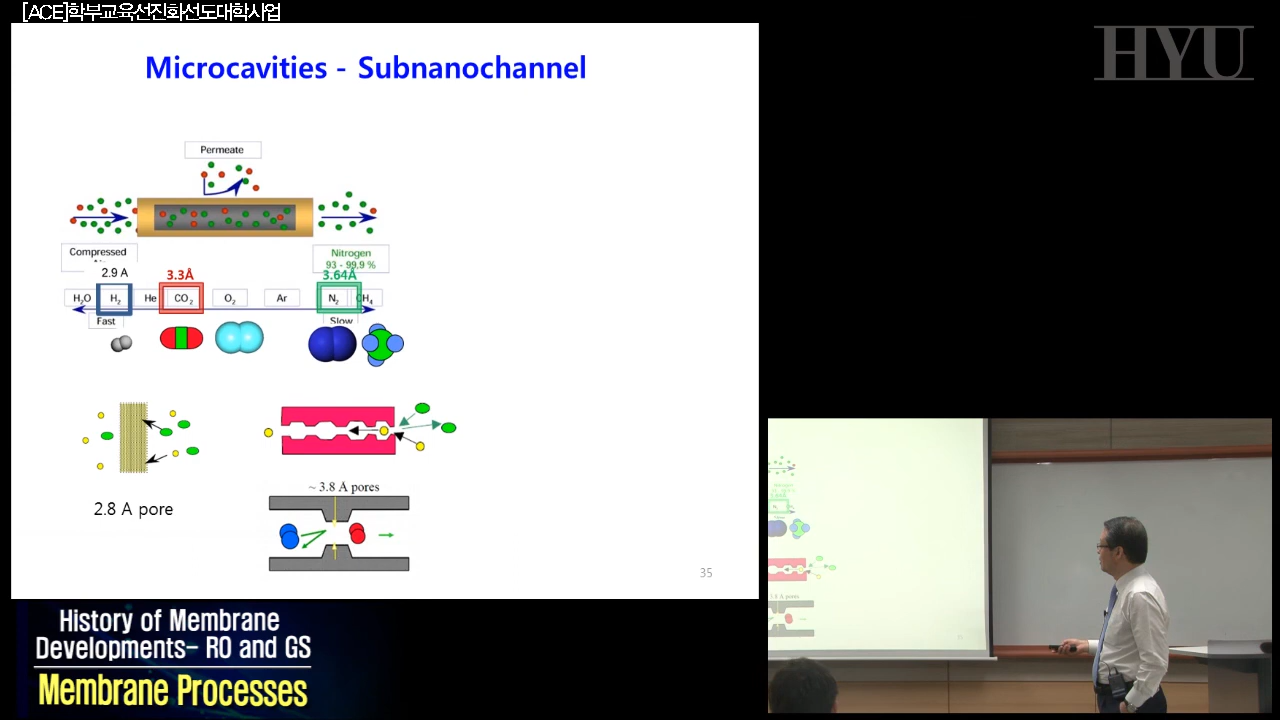 [ACE]학부교육선진화선도대학사업
HYU
Microcavities - Subnanochannel
Permeate
Compressed
Nitrogen
93 - 99.9 %
2.9 A
3.3Å
3.64Å
H₂O H₂ He CO₂ O₂ Ar N₂ CH₄
Fast
Slow
2.8 A pore
~ 3.8 A pores
35
History of Membrane
Developments- RO and GS
Membrane Processes